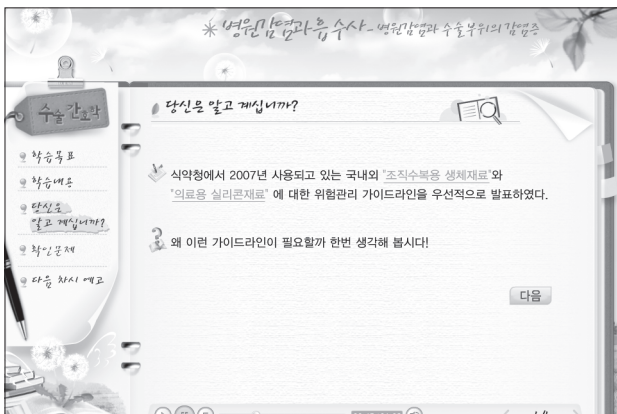 병원감염과 흡수사-병원감염과 수술부위의 감염증
수술간호학
학습목표
학습내용
당신은
알고 계십니까?
확인문제
다음 차시 예고
당신은 알고 계십니까?
식약청에서 2007년 사용되고 있는 국내외 "조직수복용 생체재료"와
"의료용 실리콘재료" 에 대한 위험관리 가이드라인을 우선적으로 발표하였다.
왜 이런 가이드라인이 필요할까 한번 생각해 봅시다!
다음